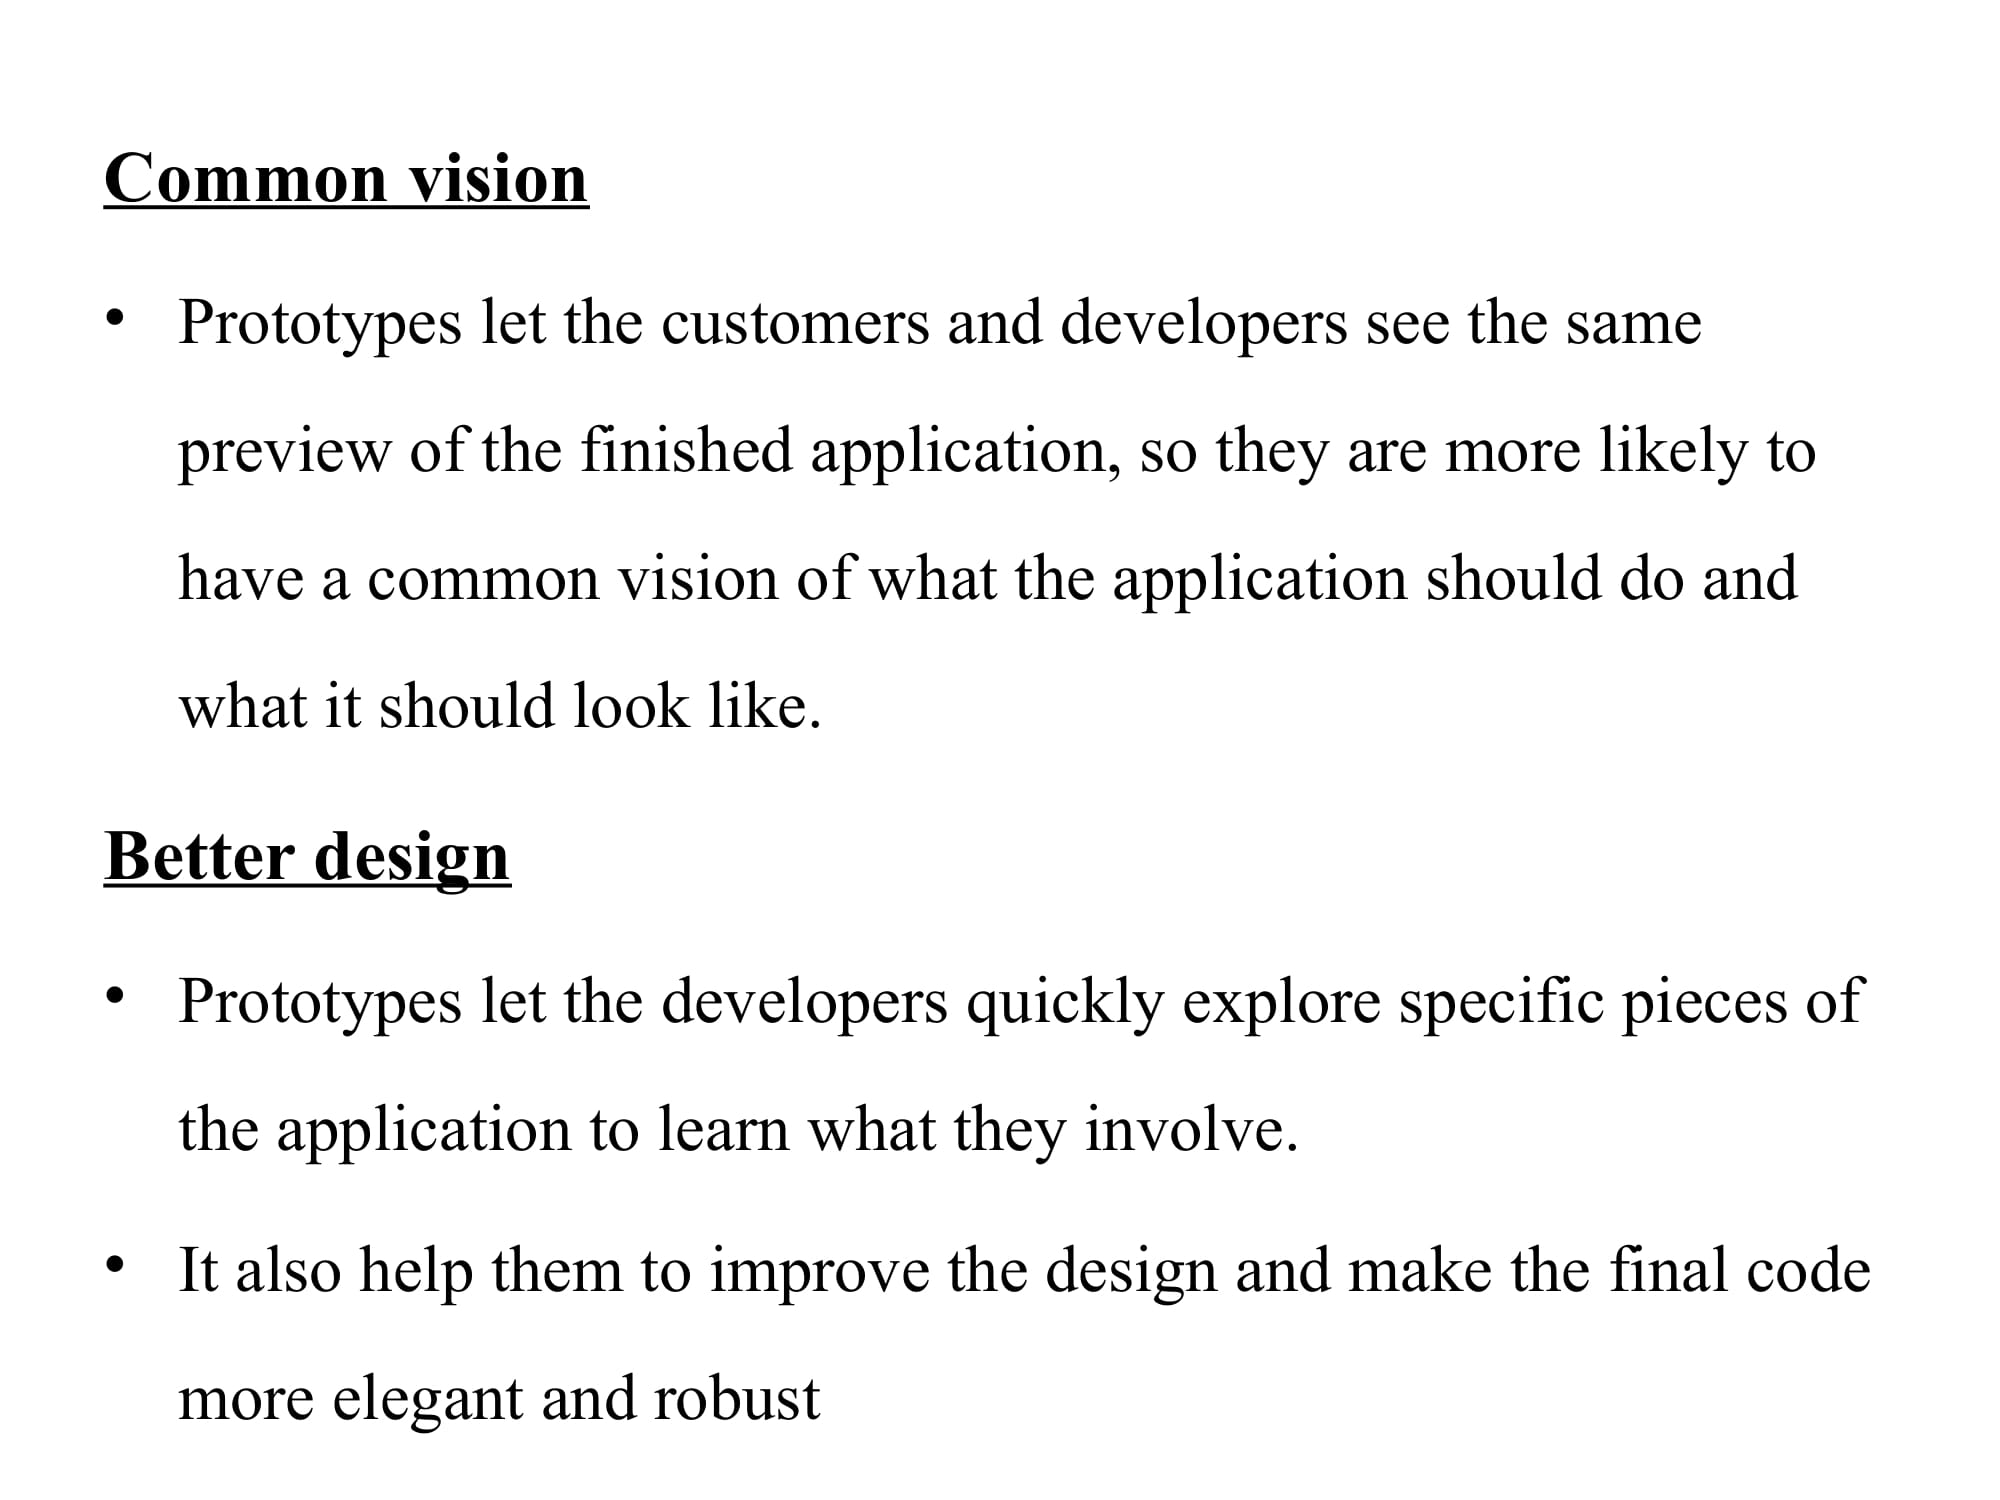 Common vision
• Prototypes let the customers and developers see the same
preview of the finished application, so they are more likely to
have a common vision of what the application should do and
what it should look like.
Better design
• Prototypes let the developers quickly explore specific pieces of
the application to learn what they involve.
• It also help them to improve the design and make the final code
more elegant and robust